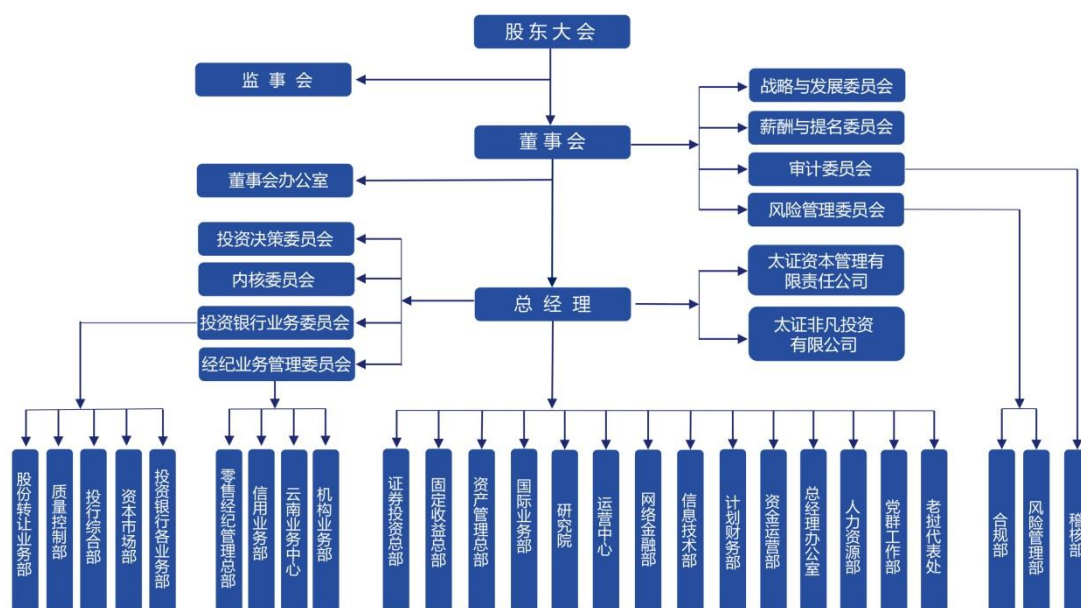 股东大会
监事会
战略与发展委员会
薪酬与提名委员会
董事会
审计委员会
董事会办公室
风险管理委员会
投资决策委员会
太证资本管理有
限责任公司
内核委员会
总经理
投资银行业务委员会
太证非凡投资
有限公司
经纪业务管理委员会
股份转让业务部
质量控制部
投行综合部
资本市场部
投资银行各业务部
零售经纪管理总部
信用业务部
云南业务中心
机构业务部
证券投资总部
固定收益总部
资产管理总部
国际业务部
研究院
运营中心
网络金融部
信息技术部
计划财务部
资金运营部
总经理办公室
人力资源部
党群工作部
老挝代表处
合规部
风险管理部
稽核部